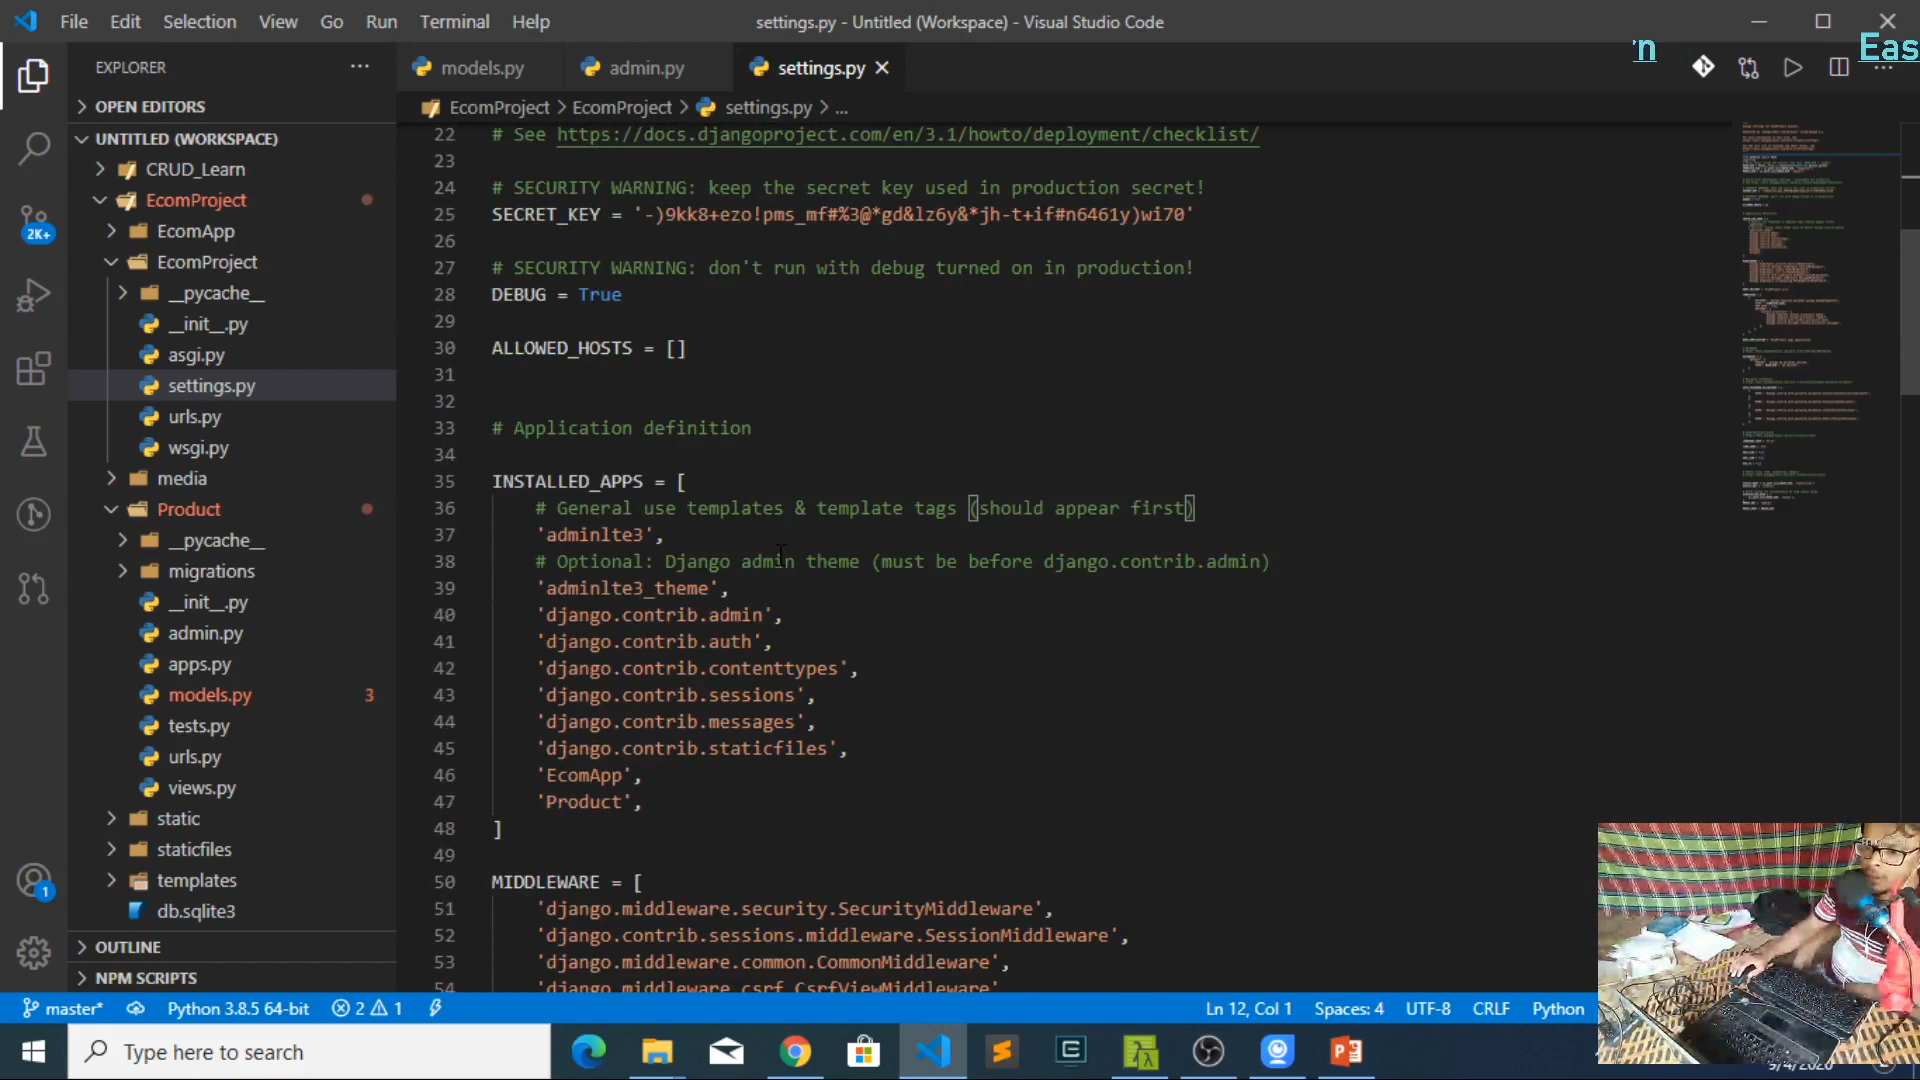 File Edit Selection View Go Run Terminal Help
settings.py - Untitled (Workspace) - Visual Studio Code
Eas
EXPLORER
OPEN EDITORS
UNTITLED (WORKSPACE)
CRUD_Learn
EcomProject
EcomApp
EcomProject
__pycache__
__init__.py
asgi.py
settings.py
urls.py
wsgi.py
media
Product
__pycache__
migrations
__init__.py
admin.py
apps.py
models.py 3
tests.py
urls.py
views.py
static
staticfiles
templates
db.sqlite3
OUTLINE
NPM SCRIPTS
2K+
1
models.py admin.py settings.py
EcomProject > EcomProject > settings.py > ...
22 # See https://docs.djangoproject.com/en/3.1/howto/deployment/checklist/
23
24 # SECURITY WARNING: keep the secret key used in production secret!
25 SECRET_KEY = '-)9kk8+ezo!pms_mf#%3@*gd&lz6y&*jh-t+if#n6461y)wi70'
26
27 # SECURITY WARNING: don't run with debug turned on in production!
28 DEBUG = True
29
30 ALLOWED_HOSTS = []
31
32
33 # Application definition
34
35 INSTALLED_APPS = [
36 # General use templates & template tags (should appear first)
37 'adminlte3',
38 # Optional: Django admin theme (must be before django.contrib.admin)
39 'adminlte3_theme',
40 'django.contrib.admin',
41 'django.contrib.auth',
42 'django.contrib.contenttypes',
43 'django.contrib.sessions',
44 'django.contrib.messages',
45 'django.contrib.staticfiles',
46 'EcomApp',
47 'Product',
48 ]
49
50 MIDDLEWARE = [
51 'django.middleware.security.SecurityMiddleware',
52 'django.contrib.sessions.middleware.SessionMiddleware',
53 'django.middleware.common.CommonMiddleware',
54 'django.middleware.csrf.CsrfViewMiddleware'
master* Python 3.8.5 64-bit 2 1 Ln 12, Col 1 Spaces: 4 UTF-8 CRLF Python
Type here to search